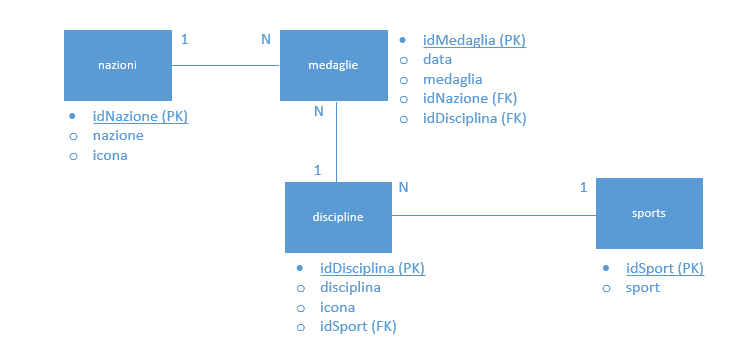 nazioni
1
N
medaglie
• idMedaglia (PK)
o data
o medaglia
o idNazione (FK)
o idDisciplina (FK)
• idNazione (PK)
o nazione
o icona
N
1
discipline
N
1
sports
• idDisciplina (PK)
o disciplina
o icona
o idSport (FK)
• idSport (PK)
o sport